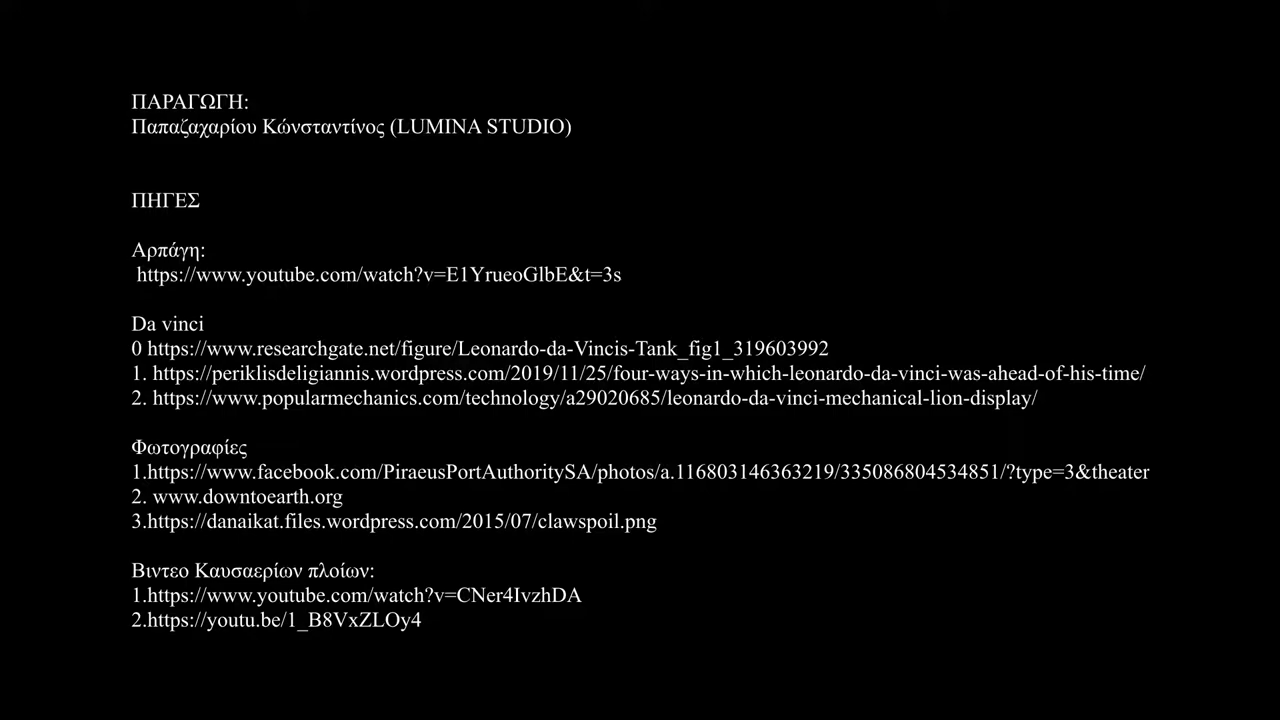 ΠΑΡΑΓΩΓΗ:
Παπαζαχαρίου Κώνσταντίνος (LUMINA STUDIO)
ΠΗΓΕΣ
Αρπάγη:
https://www.youtube.com/watch?v=E1YrueoGlbE&t=3s
Da vinci
0 https://www.researchgate.net/figure/Leonardo-da-Vincis-Tank_fig1_319603992
1. https://periklisdeligiannis.wordpress.com/2019/11/25/four-ways-in-which-leonardo-da-vinci-was-ahead-of-his-time/
2. https://www.popularmechanics.com/technology/a29020685/leonardo-da-vinci-mechanical-lion-display/
Φωτογραφίες
1.https://www.facebook.com/PiraeusPortAuthoritySA/photos/a.116803146363219/335086804534851/?type=3&theater
2. www.downtoearth.org
3.https://danaikat.files.wordpress.com/2015/07/clawspoil.png
Βιντεο Καυσαερίων πλοίων:
1.https://www.youtube.com/watch?v=CNer4IvzhDA
2.https://youtu.be/1_B8VxZLOy4